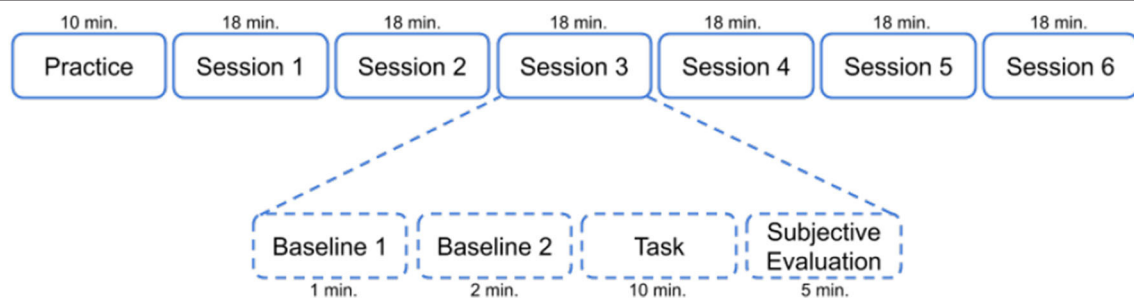 10 min. 18 min. 18 min. 18 min. 18 min. 18 min. 18 min.
Practice Session 1 Session 2 Session 3 Session 4 Session 5 Session 6
Baseline 1 Baseline 2 Task Subjective
Evaluation
1 min. 2 min. 10 min. 5 min.